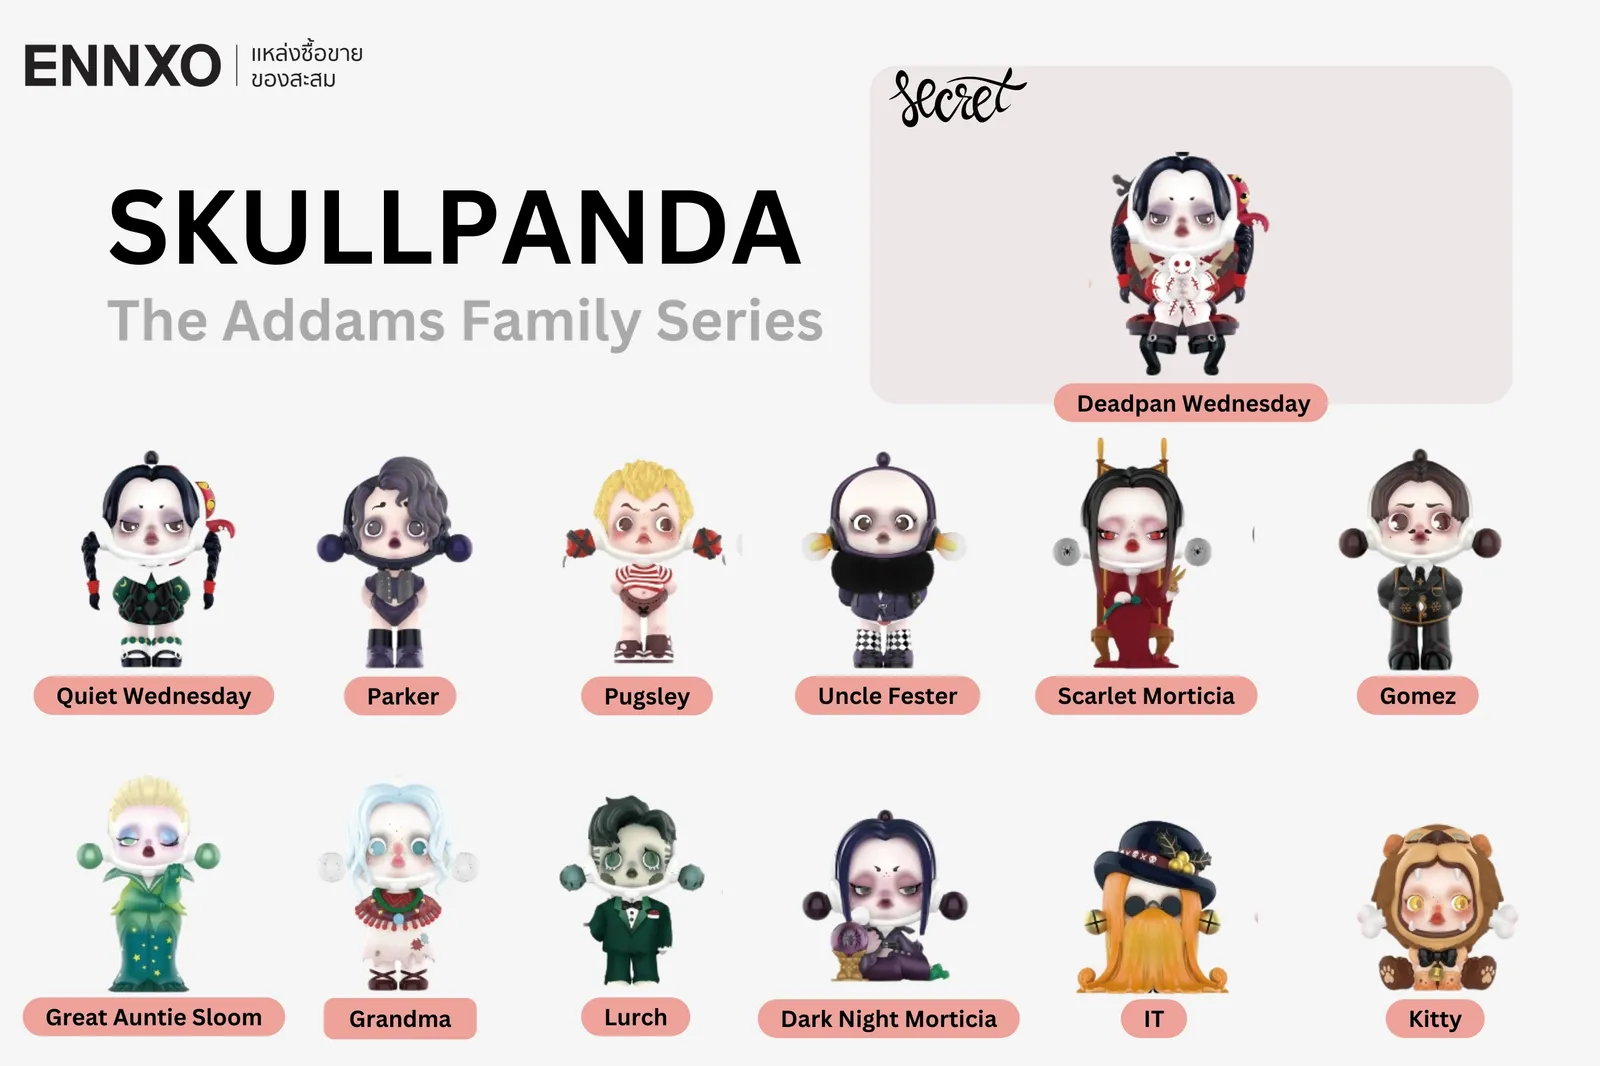 ENNXO
แหล่งซื้อขาย
ของสะสม
secret
SKULLPANDA
The Addams Family Series
Deadpan Wednesday
Quiet Wednesday
Parker
Pugsley
Uncle Fester
Scarlet Morticia
Gomez
Great Auntie Sloom
Grandma
Lurch
Dark Night Morticia
IT
Kitty